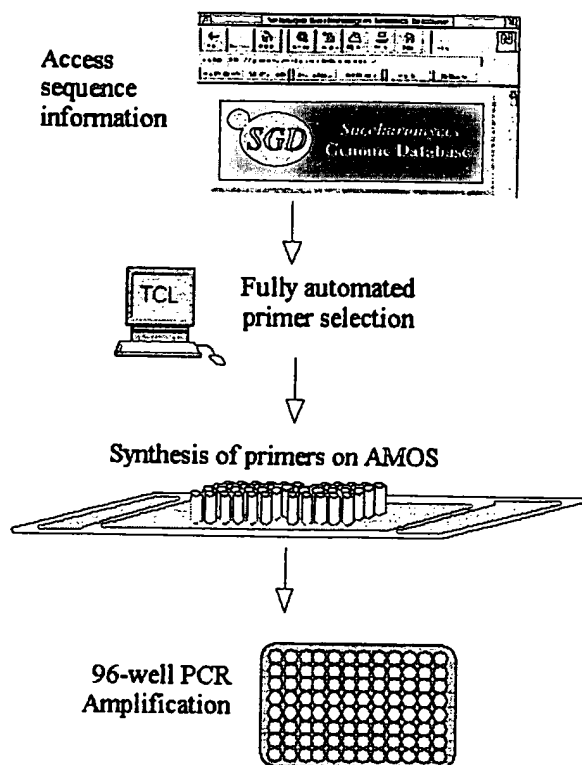 Access
sequence
information
SGD
Saccharomyces
Genome Database
TCL
Fully automated
primer selection
Synthesis of primers on AMOS
96-well PCR
Amplification